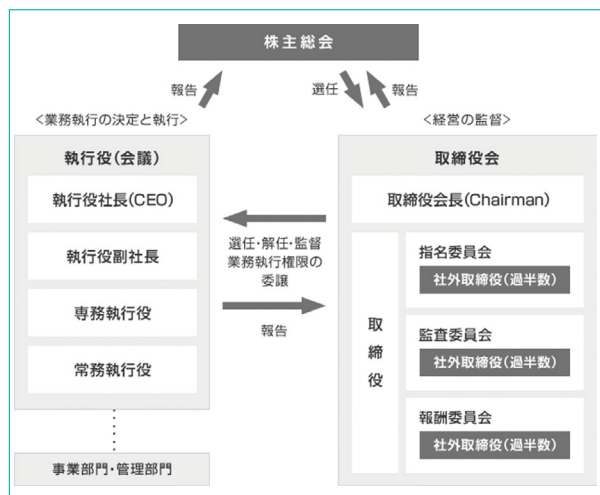 株主総会
報告
選任
報告
<業務執行の決定と執行>
<経営の監督>
執行役(会議)
執行役社長(CEO)
執行役副社長
専務執行役
常務執行役
事業部門・管理部門
選任・解任・監督
業務執行権限の
委譲
報告
取締役会
取締役会長(Chairman)
取締役
指名委員会
社外取締役(過半数)
監査委員会
社外取締役(過半数)
報酬委員会
社外取締役(過半数)